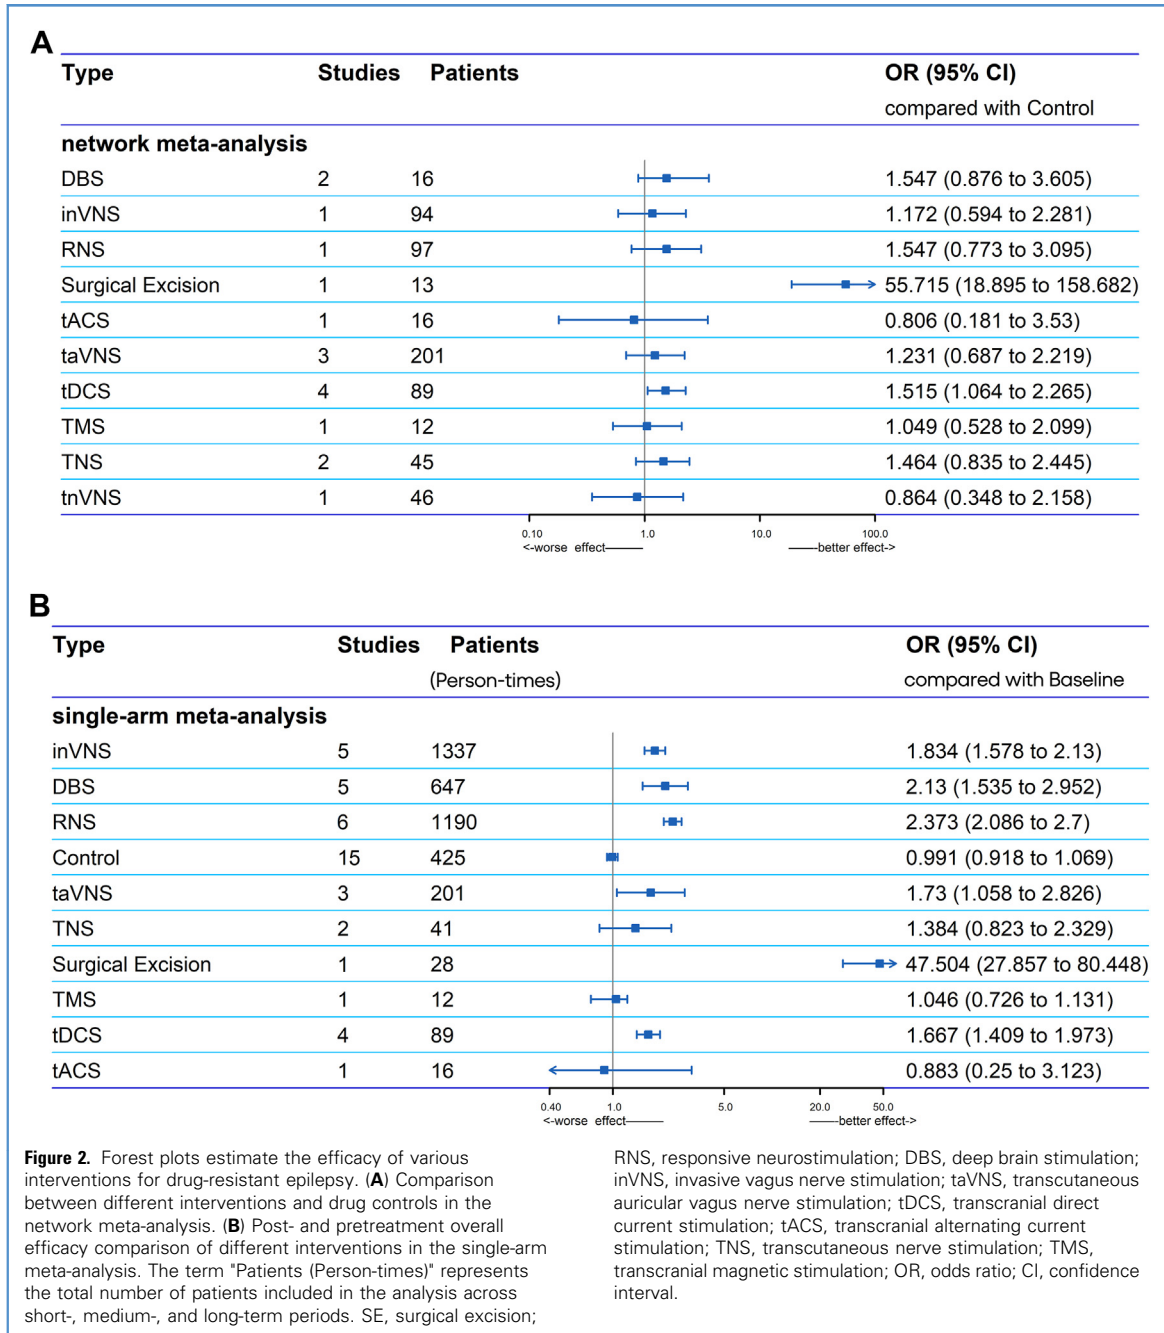 A
Type Studies Patients OR (95% CI)
compared with Control
network meta-analysis
DBS 2 16 1.547 (0.876 to 3.605)
inVNS 1 94 1.172 (0.594 to 2.281)
RNS 1 97 1.547 (0.773 to 3.095)
Surgical Excision 1 13 55.715 (18.895 to 158.682)
tACS 1 16 0.806 (0.181 to 3.53)
taVNS 3 201 1.231 (0.687 to 2.219)
tDCS 4 89 1.515 (1.064 to 2.265)
TMS 1 12 1.049 (0.528 to 2.099)
TNS 2 45 1.464 (0.835 to 2.445)
tnVNS 1 46 0.864 (0.348 to 2.158)
0.10 1.0 10.0 100.0
<-worse effect—— ——better effect->
B
Type Studies Patients OR (95% CI)
(Person-times) compared with Baseline
single-arm meta-analysis
inVNS 5 1337 1.834 (1.578 to 2.13)
DBS 5 647 2.13 (1.535 to 2.952)
RNS 6 1190 2.373 (2.086 to 2.7)
Control 15 425 0.991 (0.918 to 1.069)
taVNS 3 201 1.73 (1.058 to 2.826)
TNS 2 41 1.384 (0.823 to 2.329)
Surgical Excision 1 28 47.504 (27.857 to 80.448)
TMS 1 12 1.046 (0.726 to 1.131)
tDCS 4 89 1.667 (1.409 to 1.973)
tACS 1 16 0.883 (0.25 to 3.123)
0.40 1.0 5.0 20.0 50.0
<-worse effect—— ——better effect->
Figure 2. Forest plots estimate the efficacy of various
interventions for drug-resistant epilepsy. (A) Comparison
between different interventions and drug controls in the
network meta-analysis. (B) Post- and pretreatment overall
efficacy comparison of different interventions in the single-arm
meta-analysis. The term "Patients (Person-times)" represents
the total number of patients included in the analysis across
short-, medium-, and long-term periods. SE, surgical excision;
RNS, responsive neurostimulation; DBS, deep brain stimulation;
inVNS, invasive vagus nerve stimulation; taVNS, transcutaneous
auricular vagus nerve stimulation; tDCS, transcranial direct
current stimulation; tACS, transcranial alternating current
stimulation; TNS, transcutaneous nerve stimulation; TMS,
transcranial magnetic stimulation; OR, odds ratio; CI, confidence
interval.